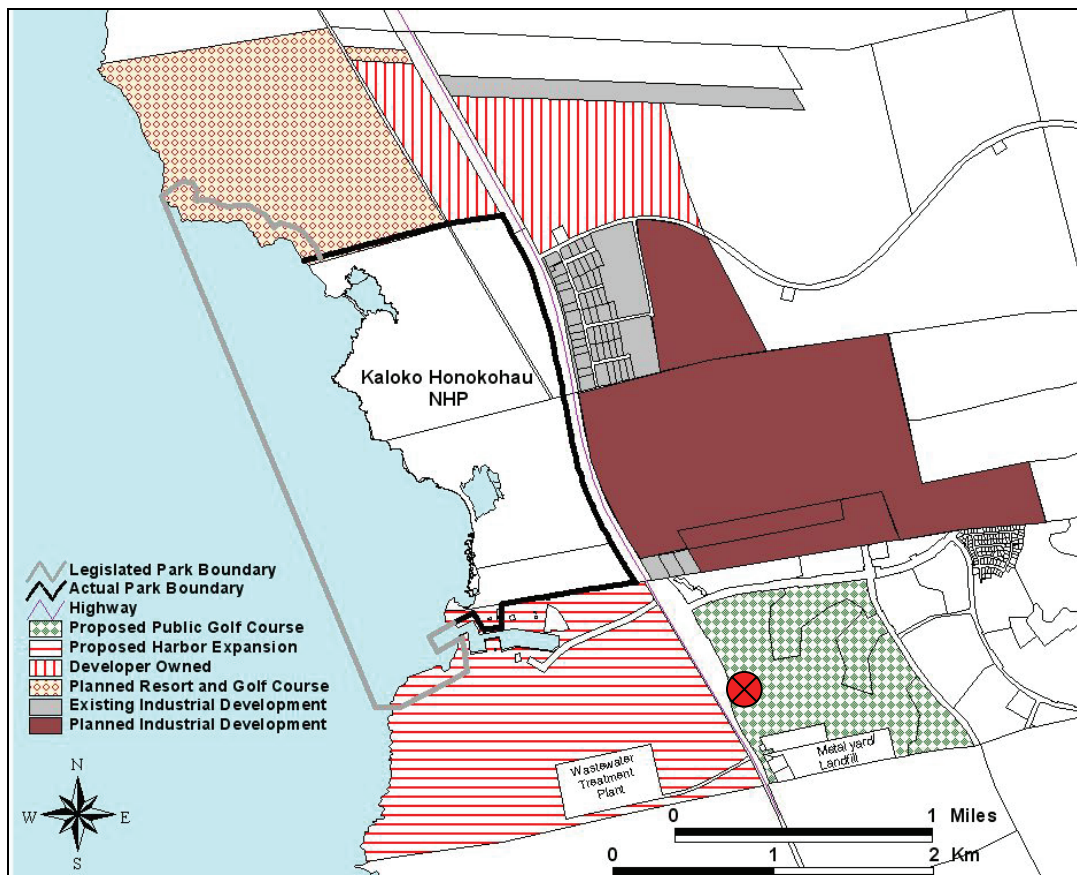 Kaloko Honokohau
NHP
Legislated Park Boundary
Actual Park Boundary
Highway
Proposed Public Golf Course
Proposed Harbor Expansion
Developer Owned
Planned Resort and Golf Course
Existing Industrial Development
Planned Industrial Development
Wastewater
Treatment
Plant
Metal yard/
Landfill
N
W E
S
0 1 Miles
0 1 2 Km